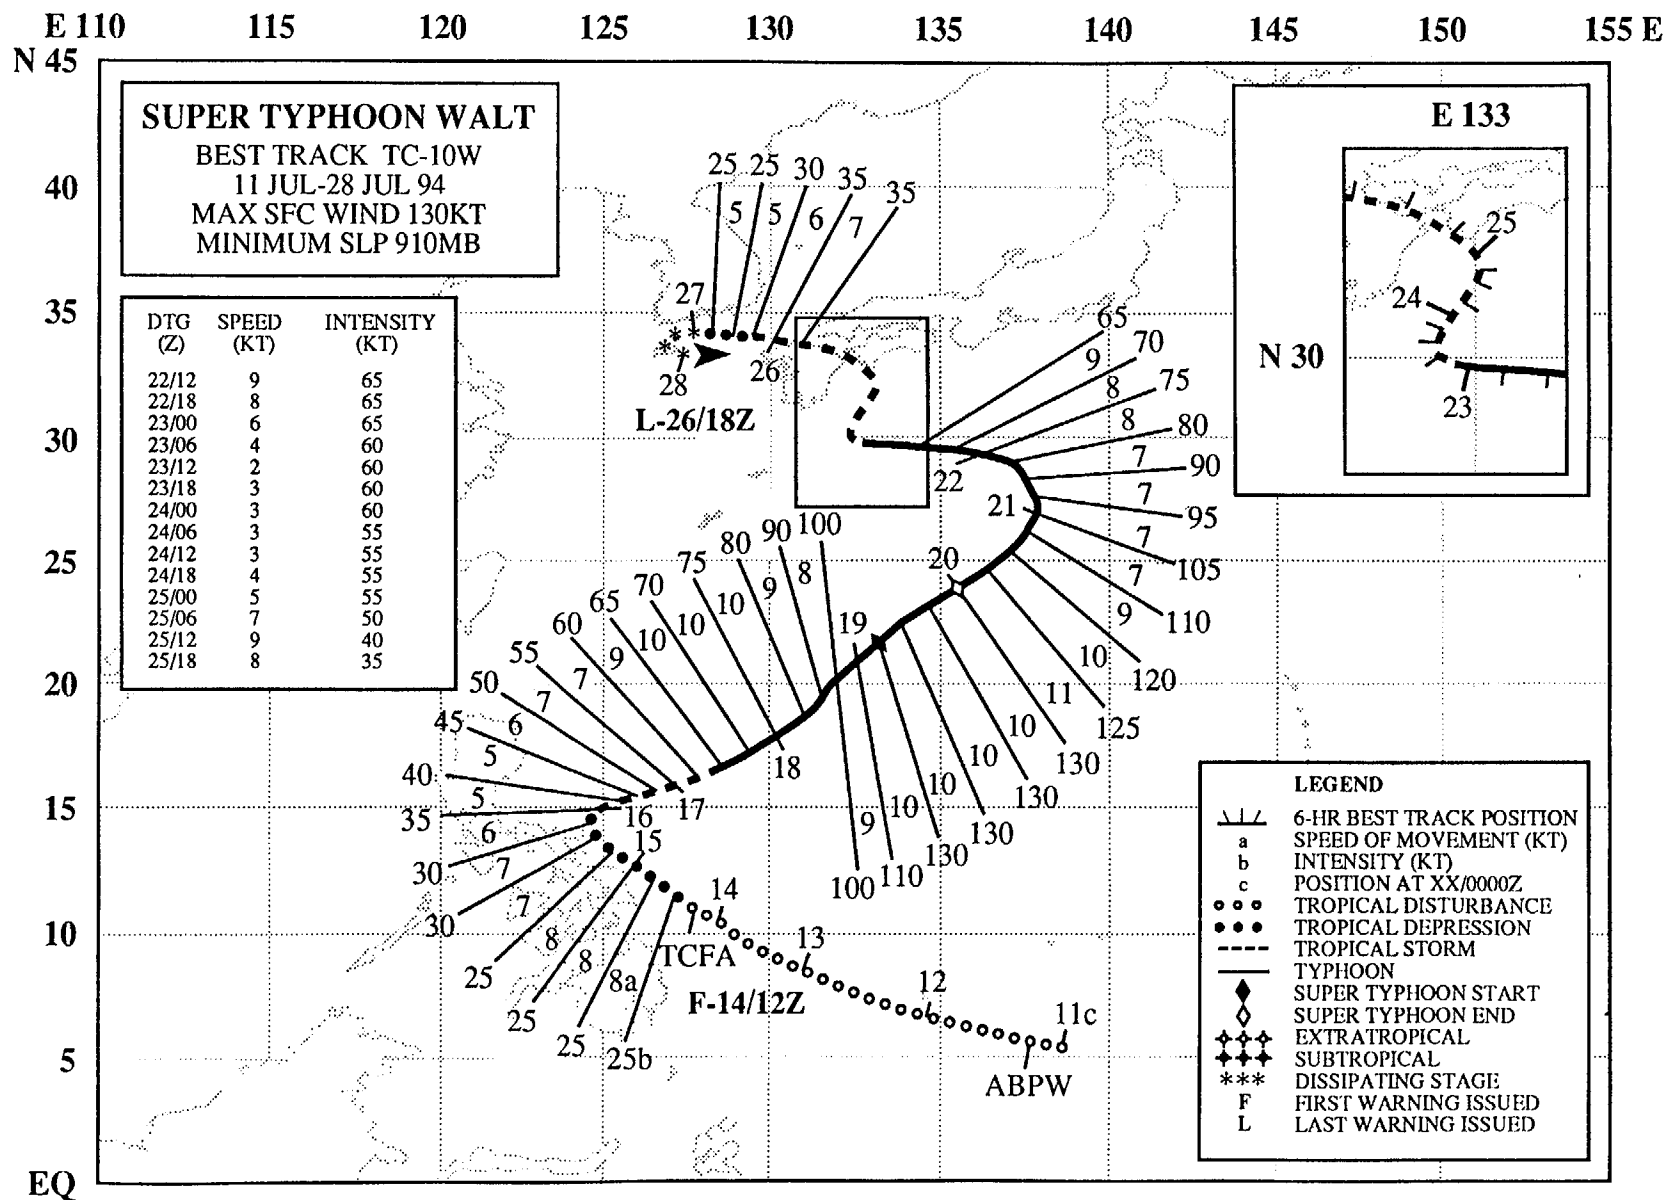 E 110 115 120 125 130 135 140 145 150 155 E
N 45
40
35
30
25
20
15
10
5
EQ
SUPER TYPHOON WALT
BEST TRACK TC-10W
11 JUL-28 JUL 94
MAX SFC WIND 130KT
MINIMUM SLP 910MB
DTG SPEED INTENSITY
(Z) (KT) (KT)
22/12 9 65
22/18 8 65
23/00 6 65
23/06 4 60
23/12 2 60
23/18 3 60
24/00 3 60
24/06 3 55
24/12 3 55
24/18 4 55
25/00 5 55
25/06 7 50
25/12 9 40
25/18 8 35
25 25 30 35 35
5 5 6 7
27
28
26
L-26/18Z
65
9
70
8
75
8
80
7
90
7
95
7
105
7
110
9
120
10
125
11
130
10
130
10
130
10
130
10
110
9
100
22
21
20
19
18
17
16
15
14
13
12
11c
100
8
90
9
80
10
75
10
70
10
65
9
60
7
55
7
50
6
45
5
40
5
35
6
30
7
30
7
25
8
25
8
25
8a
25b
TCFA
F-14/12Z
ABPW
E 133
N 30
25
24
23
LEGEND
6-HR BEST TRACK POSITION
a SPEED OF MOVEMENT (KT)
b INTENSITY (KT)
c POSITION AT XX/0000Z
TROPICAL DISTURBANCE
TROPICAL DEPRESSION
TROPICAL STORM
TYPHOON
SUPER TYPHOON START
SUPER TYPHOON END
EXTRATROPICAL
SUBTROPICAL
*** DISSIPATING STAGE
F FIRST WARNING ISSUED
L LAST WARNING ISSUED